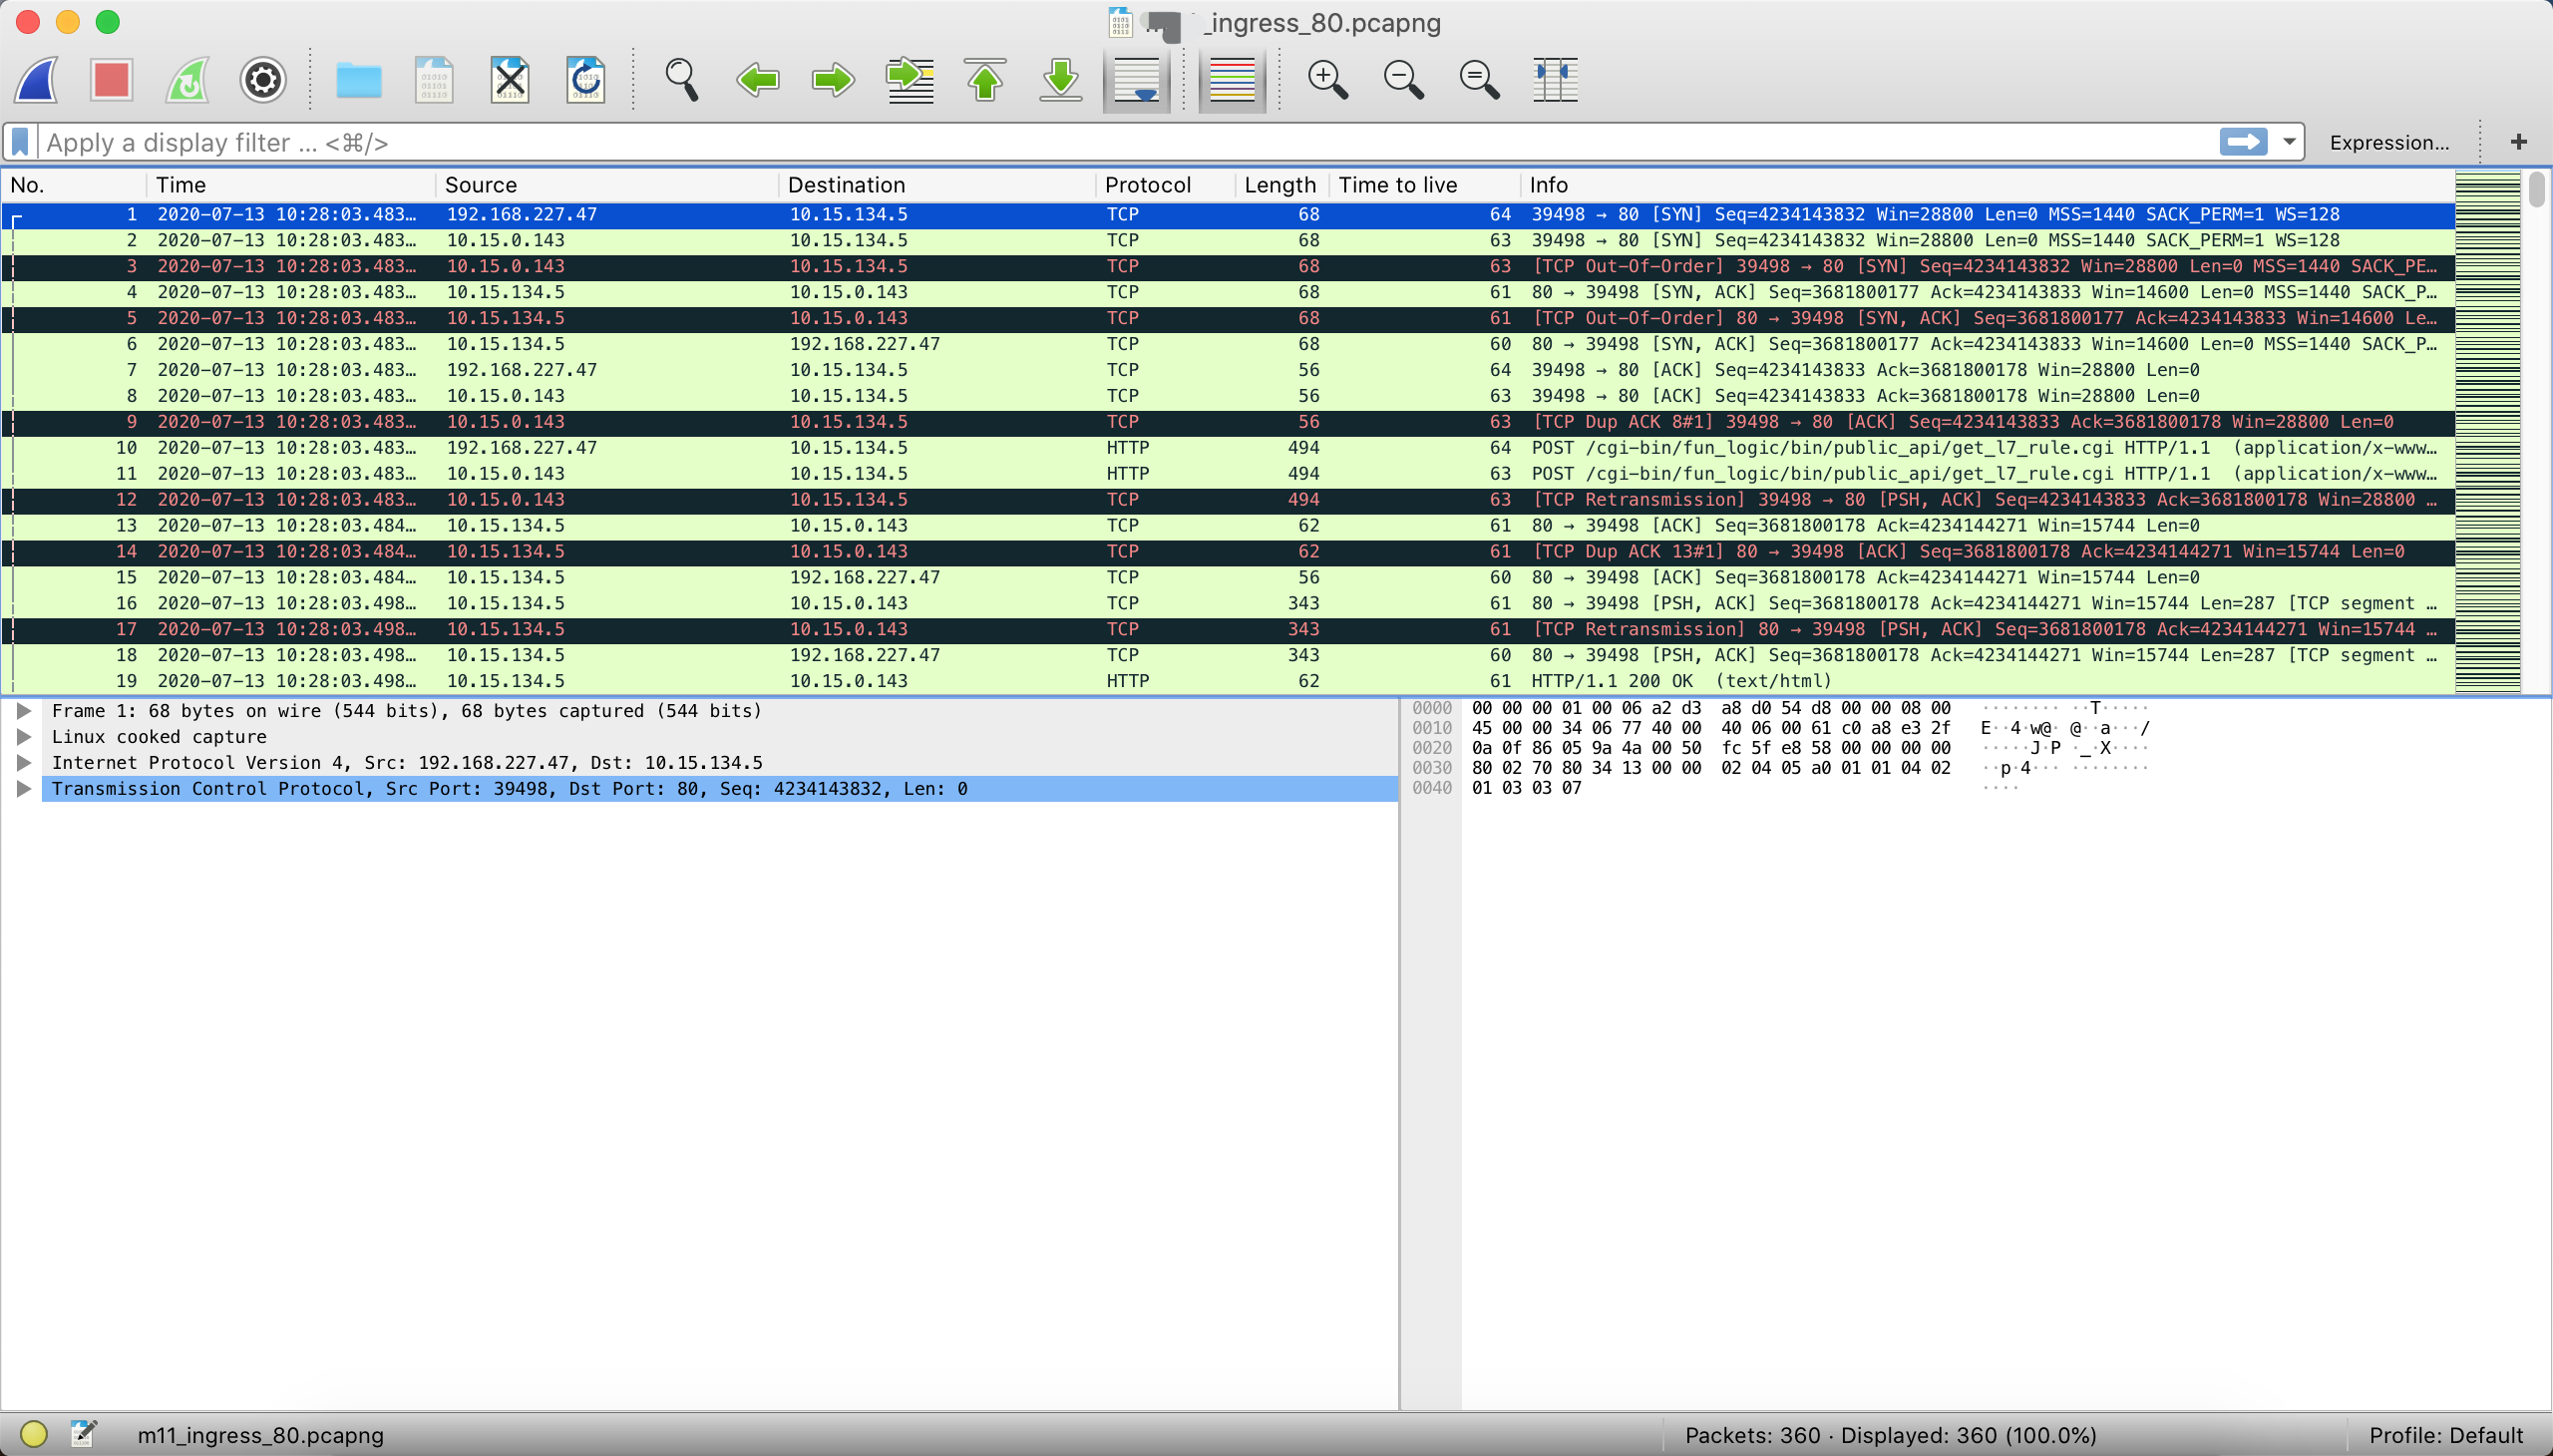 _ingress_80.pcapng
Apply a display filter ... <⌘/>
Expression...
+
No. Time Source Destination Protocol Length Time to live Info
1 2020-07-13 10:28:03.483… 192.168.227.47 10.15.134.5 TCP 68 64 39498 → 80 [SYN] Seq=4234143832 Win=28800 Len=0 MSS=1440 SACK_PERM=1 WS=128
2 2020-07-13 10:28:03.483… 10.15.0.143 10.15.134.5 TCP 68 63 39498 → 80 [SYN] Seq=4234143832 Win=28800 Len=0 MSS=1440 SACK_PERM=1 WS=128
3 2020-07-13 10:28:03.483… 10.15.0.143 10.15.134.5 TCP 68 63 [TCP Out-Of-Order] 39498 → 80 [SYN] Seq=4234143832 Win=28800 Len=0 MSS=1440 SACK_PE…
4 2020-07-13 10:28:03.483… 10.15.134.5 10.15.0.143 TCP 68 61 80 → 39498 [SYN, ACK] Seq=3681800177 Ack=4234143833 Win=14600 Len=0 MSS=1440 SACK_P…
5 2020-07-13 10:28:03.483… 10.15.134.5 10.15.0.143 TCP 68 61 [TCP Out-Of-Order] 80 → 39498 [SYN, ACK] Seq=3681800177 Ack=4234143833 Win=14600 Le…
6 2020-07-13 10:28:03.483… 10.15.134.5 192.168.227.47 TCP 68 60 80 → 39498 [SYN, ACK] Seq=3681800177 Ack=4234143833 Win=14600 Len=0 MSS=1440 SACK_P…
7 2020-07-13 10:28:03.483… 192.168.227.47 10.15.134.5 TCP 56 64 39498 → 80 [ACK] Seq=4234143833 Ack=3681800178 Win=28800 Len=0
8 2020-07-13 10:28:03.483… 10.15.0.143 10.15.134.5 TCP 56 63 39498 → 80 [ACK] Seq=4234143833 Ack=3681800178 Win=28800 Len=0
9 2020-07-13 10:28:03.483… 10.15.0.143 10.15.134.5 TCP 56 63 [TCP Dup ACK 8#1] 39498 → 80 [ACK] Seq=4234143833 Ack=3681800178 Win=28800 Len=0
10 2020-07-13 10:28:03.483… 192.168.227.47 10.15.134.5 HTTP 494 64 POST /cgi-bin/fun_logic/bin/public_api/get_l7_rule.cgi HTTP/1.1 (application/x-www…
11 2020-07-13 10:28:03.483… 10.15.0.143 10.15.134.5 HTTP 494 63 POST /cgi-bin/fun_logic/bin/public_api/get_l7_rule.cgi HTTP/1.1 (application/x-www…
12 2020-07-13 10:28:03.483… 10.15.0.143 10.15.134.5 TCP 494 63 [TCP Retransmission] 39498 → 80 [PSH, ACK] Seq=4234143833 Ack=3681800178 Win=28800 …
13 2020-07-13 10:28:03.484… 10.15.134.5 10.15.0.143 TCP 62 61 80 → 39498 [ACK] Seq=3681800178 Ack=4234144271 Win=15744 Len=0
14 2020-07-13 10:28:03.484… 10.15.134.5 10.15.0.143 TCP 62 61 [TCP Dup ACK 13#1] 80 → 39498 [ACK] Seq=3681800178 Ack=4234144271 Win=15744 Len=0
15 2020-07-13 10:28:03.484… 10.15.134.5 192.168.227.47 TCP 56 60 80 → 39498 [ACK] Seq=3681800178 Ack=4234144271 Win=15744 Len=0
16 2020-07-13 10:28:03.498… 10.15.134.5 10.15.0.143 TCP 343 61 80 → 39498 [PSH, ACK] Seq=3681800178 Ack=4234144271 Win=15744 Len=287 [TCP segment …
17 2020-07-13 10:28:03.498… 10.15.134.5 10.15.0.143 TCP 343 61 [TCP Retransmission] 80 → 39498 [PSH, ACK] Seq=3681800178 Ack=4234144271 Win=15744 …
18 2020-07-13 10:28:03.498… 10.15.134.5 192.168.227.47 TCP 343 60 80 → 39498 [PSH, ACK] Seq=3681800178 Ack=4234144271 Win=15744 Len=287 [TCP segment …
19 2020-07-13 10:28:03.498… 10.15.134.5 10.15.0.143 HTTP 62 61 HTTP/1.1 200 OK (text/html)
Frame 1: 68 bytes on wire (544 bits), 68 bytes captured (544 bits)
Linux cooked capture
Internet Protocol Version 4, Src: 192.168.227.47, Dst: 10.15.134.5
Transmission Control Protocol, Src Port: 39498, Dst Port: 80, Seq: 4234143832, Len: 0
0000 00 00 00 01 00 06 a2 d3 a8 d0 54 d8 00 00 08 00 ········ ··T·····
0010 45 00 00 34 06 77 40 00 40 06 00 61 c0 a8 e3 2f E··4·w@· @··a···/
0020 0a 0f 86 05 9a 4a 00 50 fc 5f e8 58 00 00 00 00 ·····J·P ·_·X····
0030 80 02 70 80 34 13 00 00 02 04 05 a0 01 01 04 02 ··p·4··· ········
0040 01 03 03 07 ····
m11_ingress_80.pcapng
Packets: 360 · Displayed: 360 (100.0%)
Profile: Default